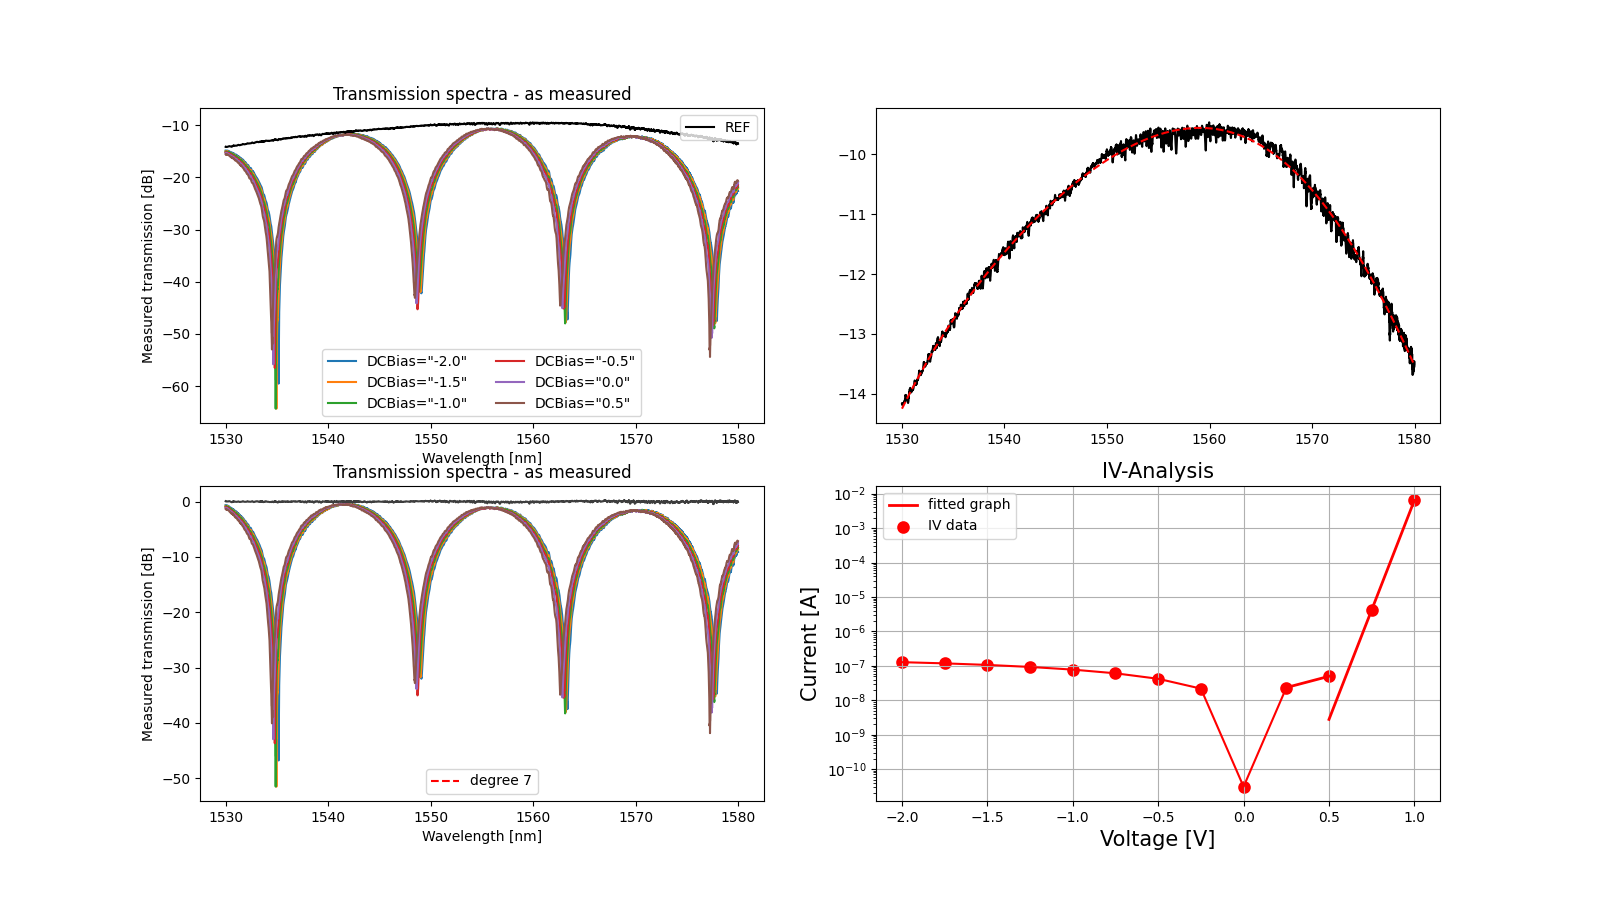 Transmission spectra - as measured
Measured transmission [dB]
−10
−20
−30
−40
−50
−60
REF
DCBias="-2.0"
DCBias="-1.5"
DCBias="-1.0"
DCBias="-0.5"
DCBias="0.0"
DCBias="0.5"
1530 1540 1550 1560 1570 1580
Wavelength [nm]
−10
−11
−12
−13
−14
1530 1540 1550 1560 1570 1580
Transmission spectra - as measured
Measured transmission [dB]
0
−10
−20
−30
−40
−50
degree 7
1530 1540 1550 1560 1570 1580
Wavelength [nm]
IV-Analysis
Current [A]
10⁻²
10⁻³
10⁻⁴
10⁻⁵
10⁻⁶
10⁻⁷
10⁻⁸
10⁻⁹
10⁻¹⁰
fitted graph
IV data
−2.0 −1.5 −1.0 −0.5 0.0 0.5 1.0
Voltage [V]